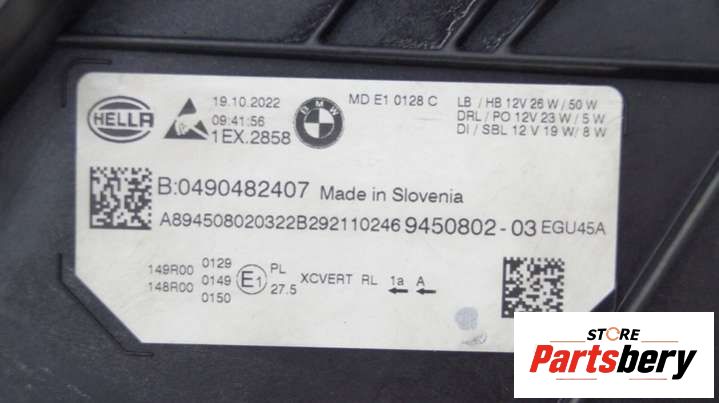 HELLA
19.10.2022
09:41:56
1EX.2858
BMW
MD E1 0128 C
LB / HB 12V 26 W / 50 W
DRL / PO 12V 23 W / 5 W
DI / SBL 12 V 19 W / 8 W
B:0490482407 Made in Slovenia
A894508020322B292110246 9450802-03 EGU45A
149R00 0129
148R00 0149
0150
E1
PL
27.5
XCVERT RL 1a A
STORE
Partsbery